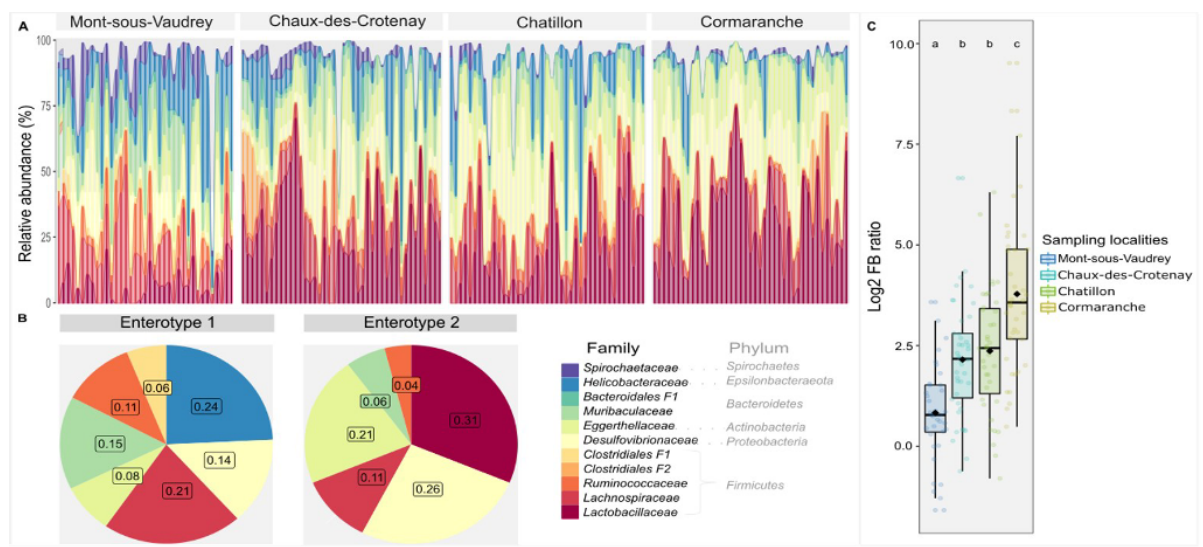 A
Mont-sous-Vaudrey
Chaux-des-Crotenay
Chatillon
Cormaranche
Relative abundance (%)
100
75
50
25
0
B
Enterotype 1
0.06
0.24
0.11
0.14
0.15
0.08
0.21
Enterotype 2
0.04
0.06
0.31
0.21
0.11
0.26
Family Phylum
Spirochaetaceae Spirochaetes
Helicobacteraceae Epsilonbacteraeota
Bacteroidales F1
Muribaculaceae Bacteroidetes
Eggerthellaceae Actinobacteria
Desulfovibrionaceae Proteobacteria
Clostridiales F1
Clostridiales F2
Ruminococcaceae Firmicutes
Lachnospiraceae
Lactobacillaceae
C
a b b c
Log2 FB ratio
10.0
7.5
5.0
2.5
0.0
Sampling localities
Mont-sous-Vaudrey
Chaux-des-Crotenay
Chatillon
Cormaranche